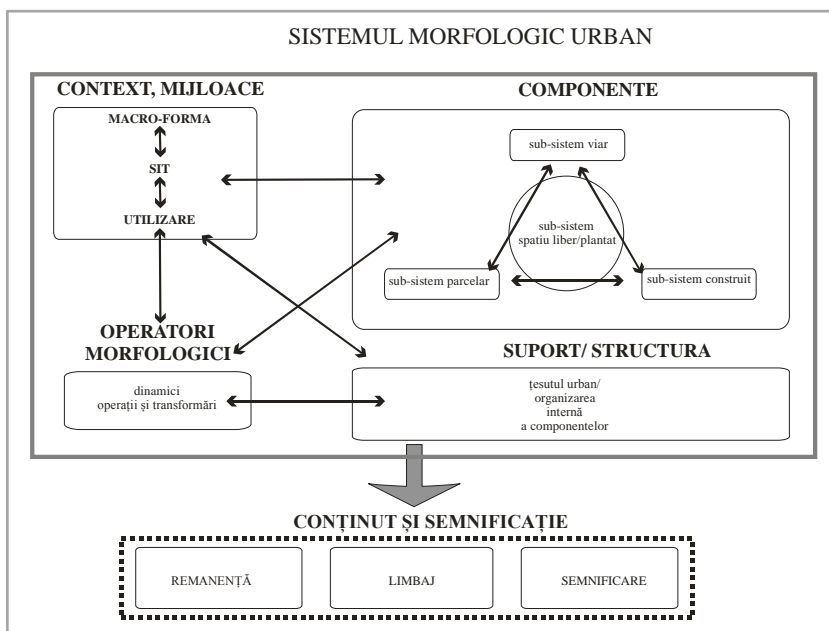 SISTEMUL MORFOLOGIC URBAN
CONTEXT, MIJLOACE
MACRO-FORMA
SIT
UTILIZARE
COMPONENTE
sub-sistem viar
sub-sistem
spatiu liber/plantat
sub-sistem parcelar
sub-sistem construit
OPERATORI
MORFOLOGICI
dinamici
operații și transformări
SUPORT/ STRUCTURA
țesutul urban/
organizarea
internă
a componentelor
CONȚINUT ȘI SEMNIFICAȚIE
REMANENȚĂ
LIMBAJ
SEMNIFICARE